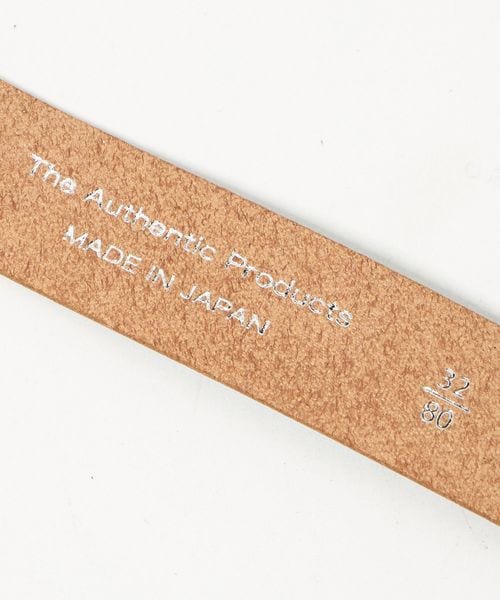 The Authentic Products
MADE IN JAPAN
32
80